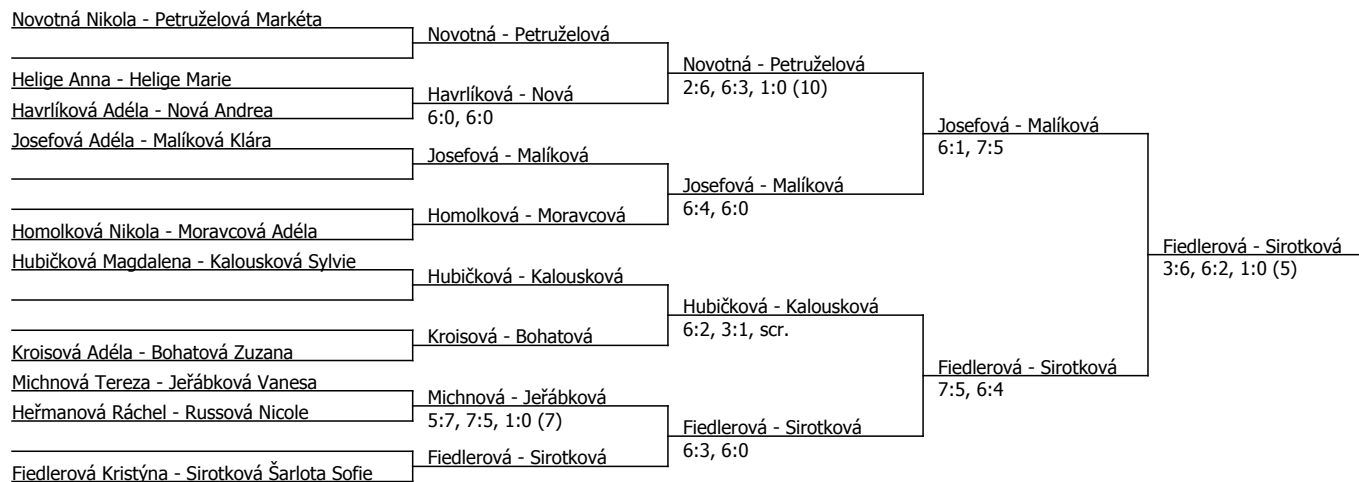 Novotná Nikola - Petruželová Markéta
Helige Anna - Helige Marie
Havrlíková Adéla - Nová Andrea
Josefová Adéla - Malíková Klára
Homolková Nikola - Moravcová Adéla
Hubičková Magdalena - Kalousková Sylvie
Kroisová Adéla - Bohatová Zuzana
Michnová Tereza - Jeřábková Vanesa
Heřmanová Ráchel - Russová Nicole
Fiedlerová Kristýna - Sirotková Šarlota Sofie
Novotná - Petruželová
Havrlíková - Nová
6:0, 6:0
Josefová - Malíková
Homolková - Moravcová
Hubičková - Kalousková
Kroisová - Bohatová
Michnová - Jeřábková
5:7, 7:5, 1:0 (7)
Fiedlerová - Sirotková
Novotná - Petruželová
2:6, 6:3, 1:0 (10)
Josefová - Malíková
6:4, 6:0
Hubičková - Kalousková
6:2, 3:1, scr.
Fiedlerová - Sirotková
6:3, 6:0
Josefová - Malíková
6:1, 7:5
Fiedlerová - Sirotková
7:5, 6:4
Fiedlerová - Sirotková
3:6, 6:2, 1:0 (5)